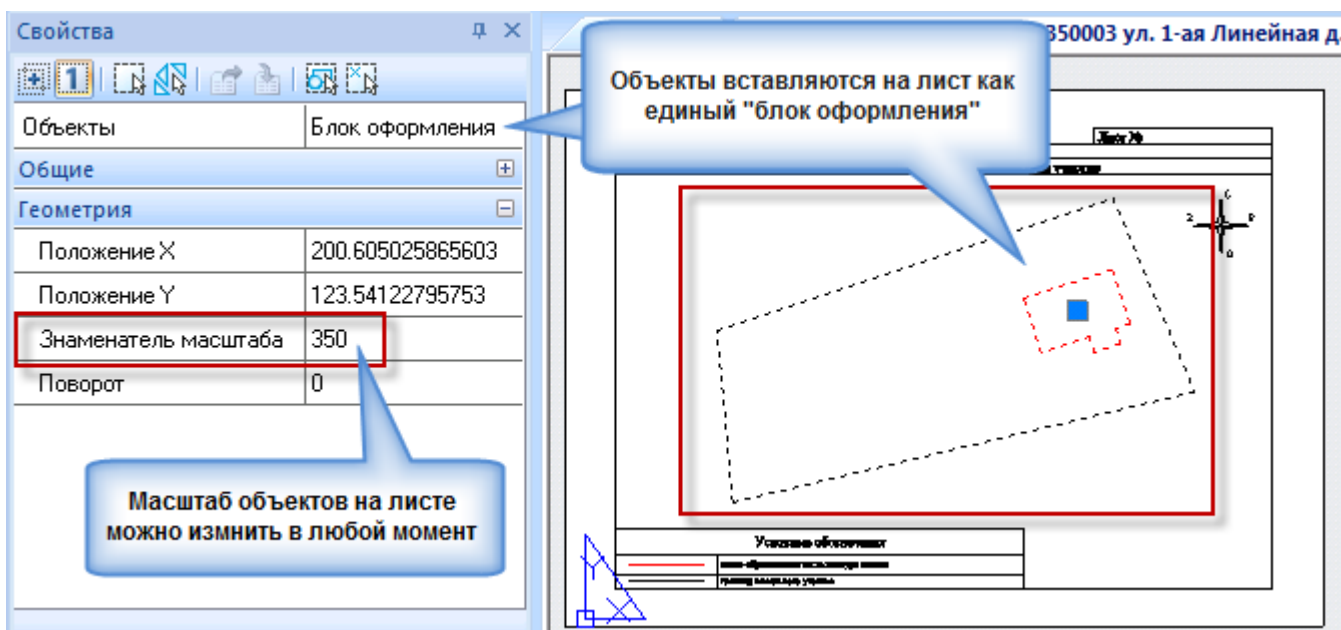 Свойства
1
Объекты
Блок оформления
Общие
Геометрия
Положение X
200.605025865603
Положение Y
123.54122795753
Знаменатель масштаба
350
Поворот
0
Масштаб объектов на листе
можно измнить в любой момент
350003 ул. 1-ая Линейная д.
Объекты вставляются на лист как
единый "блок оформления"
Лист №
С
Условные обозначения
Y
X